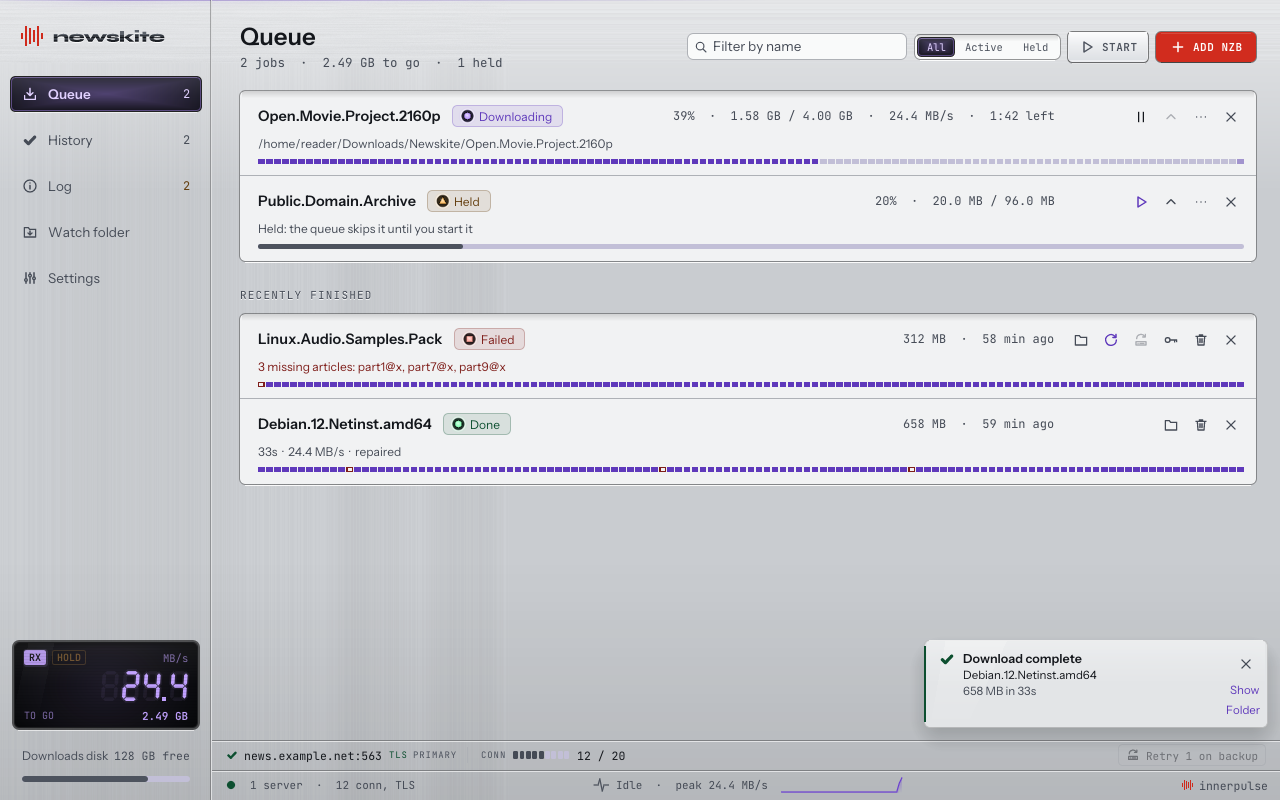 newskite
Queue 2
History 2
Log 2
Watch folder
Settings
RX HOLD MB/s
24.4
TO GO 2.49 GB
Downloads disk 128 GB free
Queue
2 jobs · 2.49 GB to go · 1 held
Filter by name
All Active Held
START
ADD NZB
Open.Movie.Project.2160p Downloading 39% · 1.58 GB / 4.00 GB · 24.4 MB/s · 1:42 left
/home/reader/Downloads/Newskite/Open.Movie.Project.2160p
Public.Domain.Archive Held 20% · 20.0 MB / 96.0 MB
Held: the queue skips it until you start it
RECENTLY FINISHED
Linux.Audio.Samples.Pack Failed 312 MB · 58 min ago
3 missing articles: part1@x, part7@x, part9@x
Debian.12.Netinst.amd64 Done 658 MB · 59 min ago
33s · 24.4 MB/s · repaired
Download complete
Debian.12.Netinst.amd64
658 MB in 33s
Show
Folder
news.example.net:563 TLS PRIMARY CONN 12 / 20 Retry 1 on backup
1 server · 12 conn, TLS Idle · peak 24.4 MB/s innerpulse